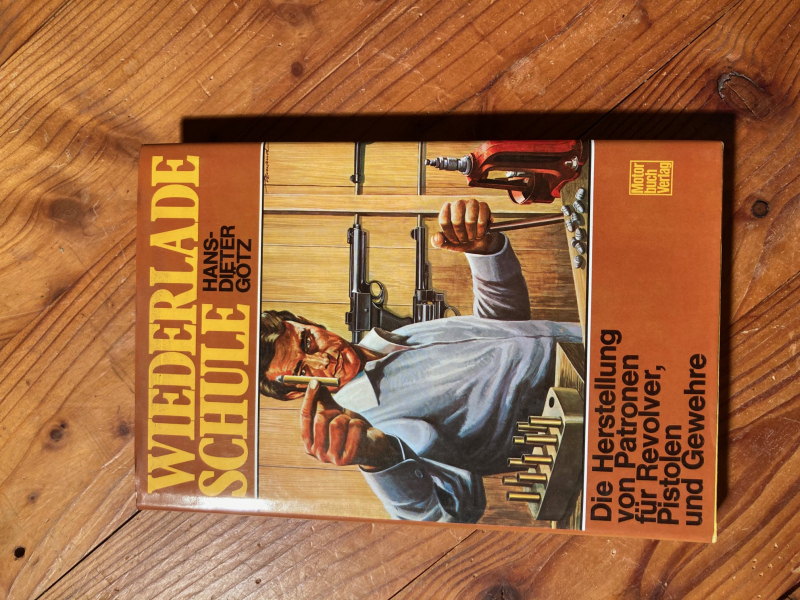 WIEDERLADE
SCHULE
HANS-
DIETER
GÖTZ
Die Herstellung
von Patronen
für Revolver,
Pistolen
und Gewehre
Motor
buch
Verlag